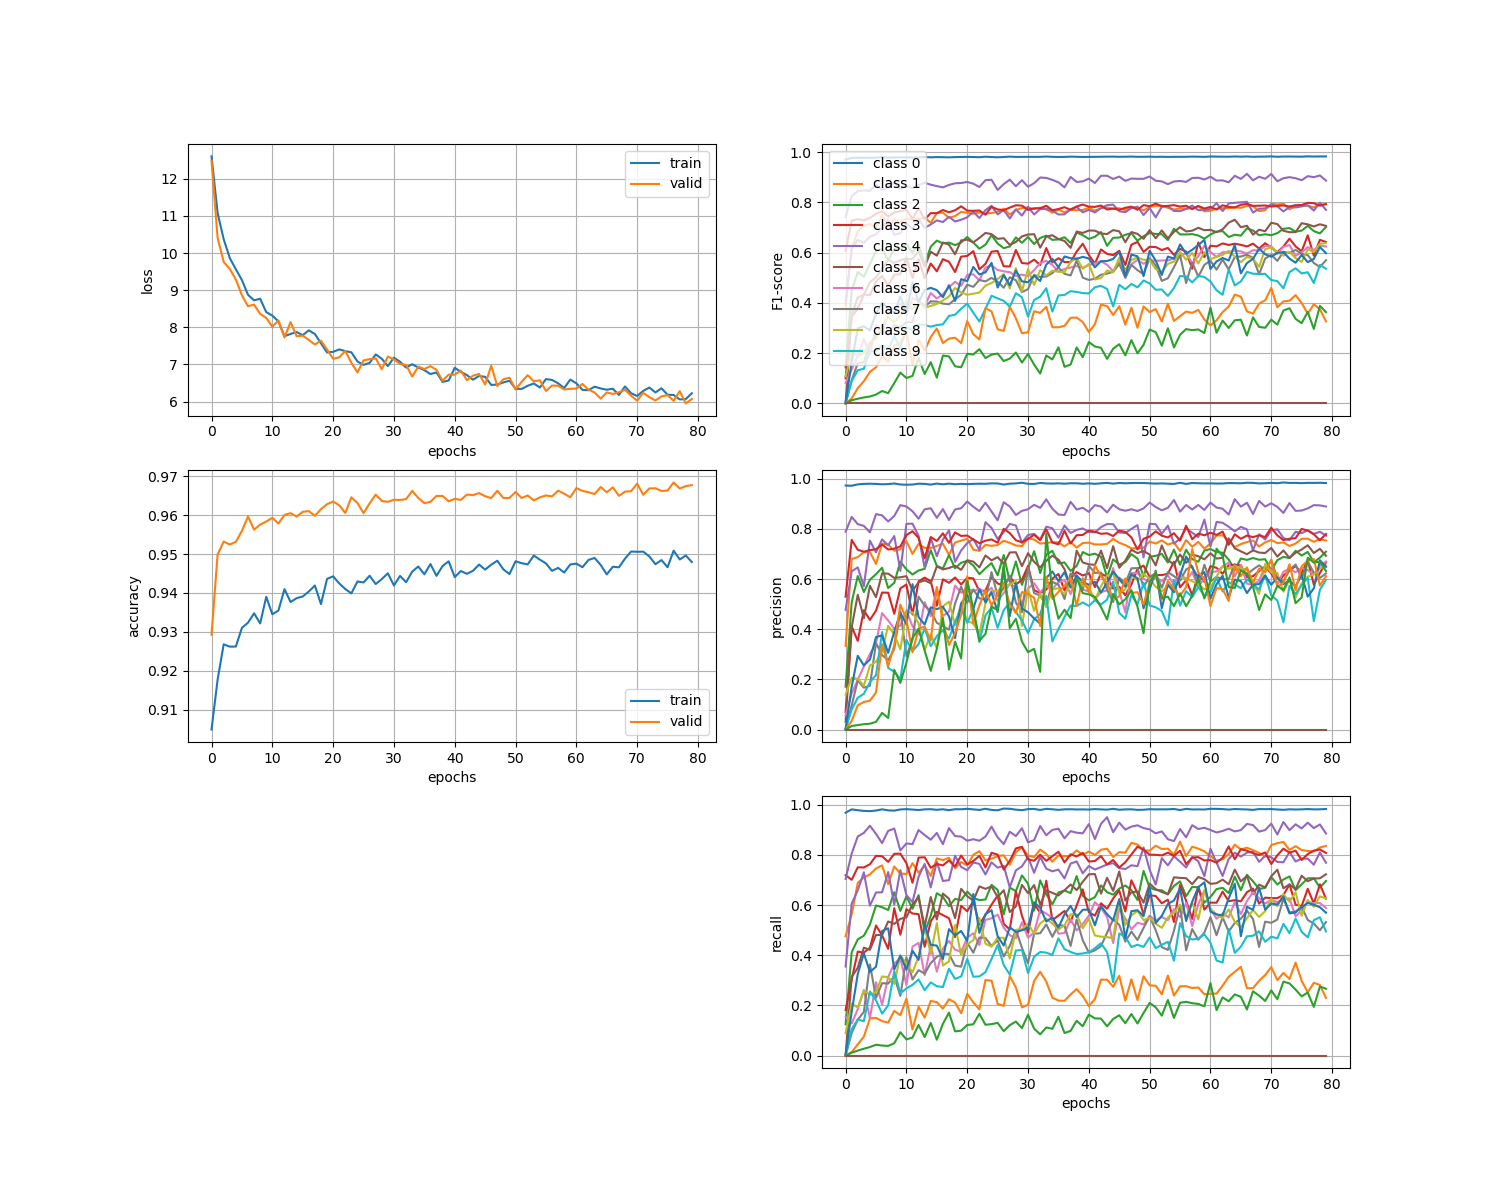 loss
12
11
10
9
8
7
6
train
valid
0 10 20 30 40 50 60 70 80
epochs
F1-score
1.0
0.8
0.6
0.4
0.2
0.0
class 0
class 1
class 2
class 3
class 4
class 5
class 6
class 7
class 8
class 9
0 10 20 30 40 50 60 70 80
epochs
accuracy
0.97
0.96
0.95
0.94
0.93
0.92
0.91
train
valid
0 10 20 30 40 50 60 70 80
epochs
precision
1.0
0.8
0.6
0.4
0.2
0.0
0 10 20 30 40 50 60 70 80
epochs
recall
1.0
0.8
0.6
0.4
0.2
0.0
0 10 20 30 40 50 60 70 80
epochs